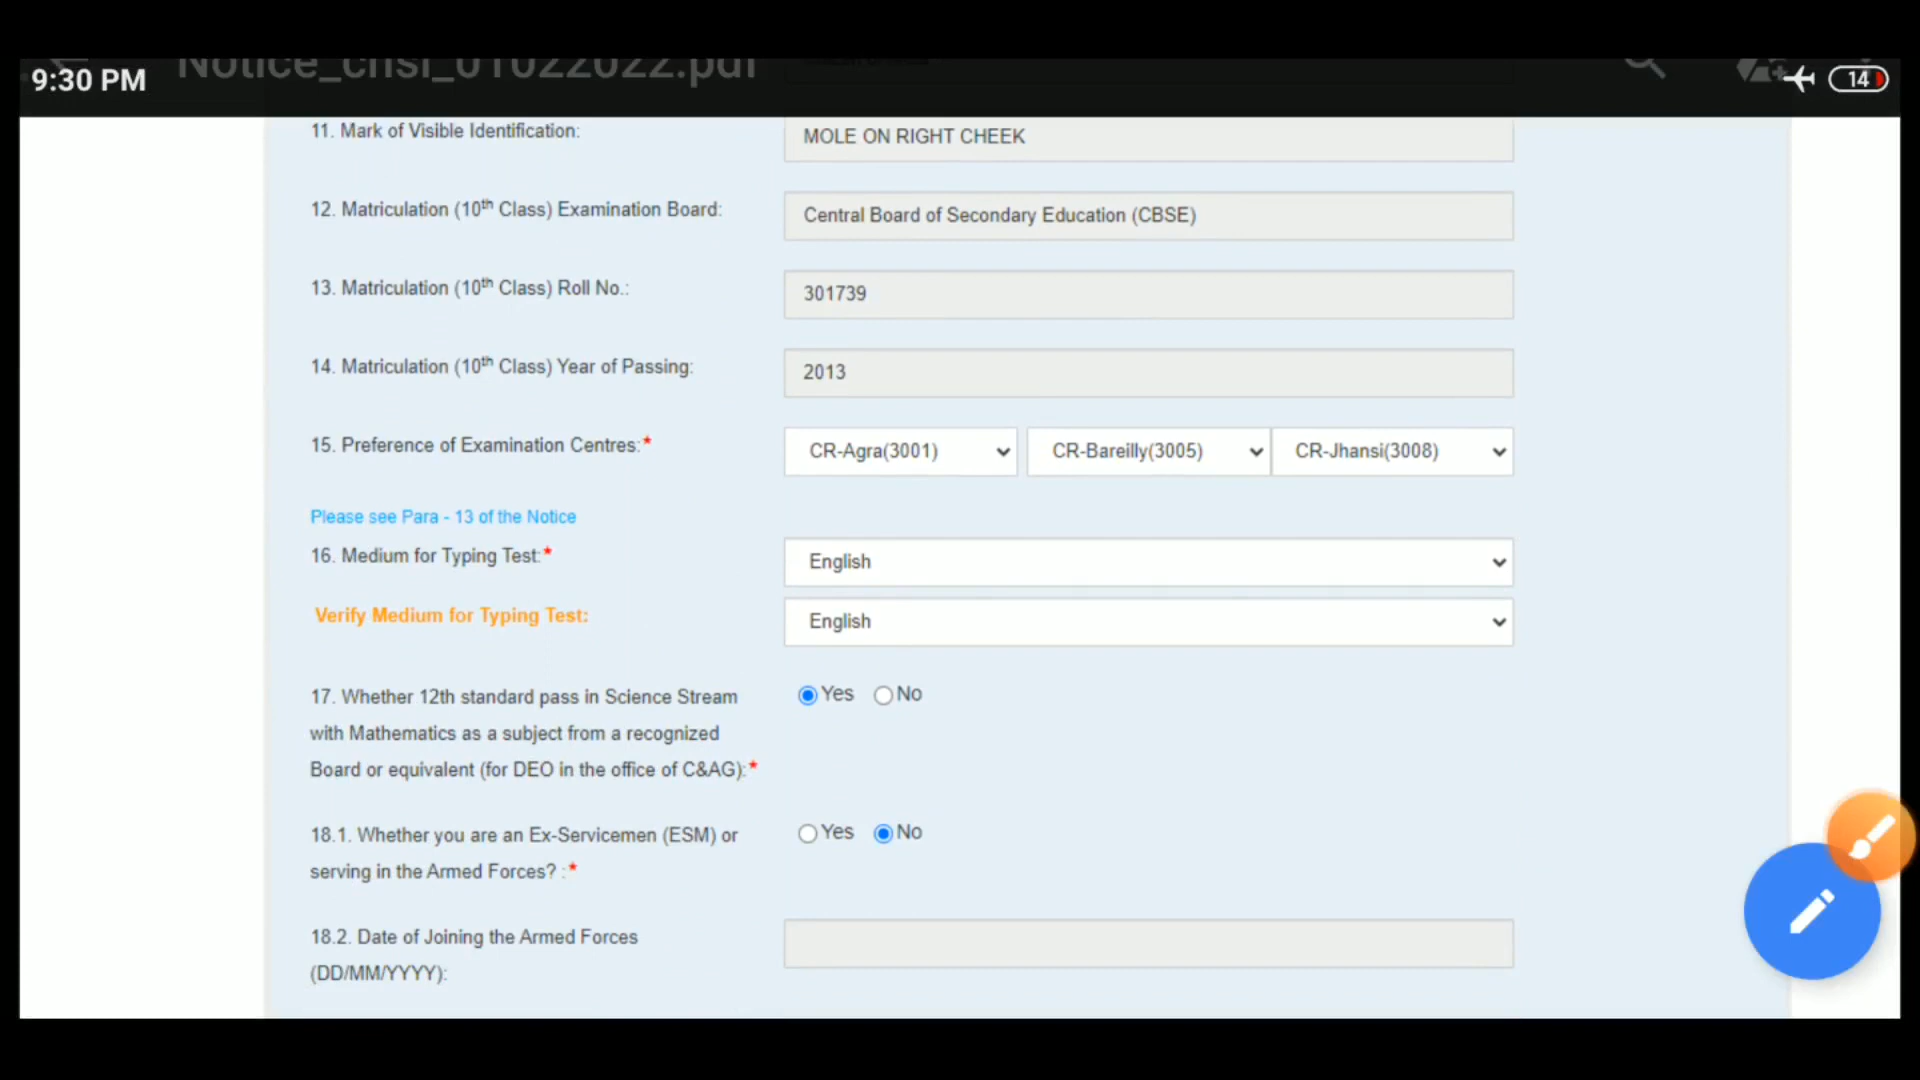 Notice_chsl_01022022.pdf
9:30 PM
14
11. Mark of Visible Identification:
MOLE ON RIGHT CHEEK
12. Matriculation (10th Class) Examination Board:
Central Board of Secondary Education (CBSE)
13. Matriculation (10th Class) Roll No.:
301739
14. Matriculation (10th Class) Year of Passing:
2013
15. Preference of Examination Centres:*
CR-Agra(3001) CR-Bareilly(3005) CR-Jhansi(3008)
Please see Para - 13 of the Notice
16. Medium for Typing Test:*
English
Verify Medium for Typing Test:
English
17. Whether 12th standard pass in Science Stream
with Mathematics as a subject from a recognized
Board or equivalent (for DEO in the office of C&AG):*
Yes No
18.1. Whether you are an Ex-Servicemen (ESM) or
serving in the Armed Forces? :*
Yes No
18.2. Date of Joining the Armed Forces
(DD/MM/YYYY):